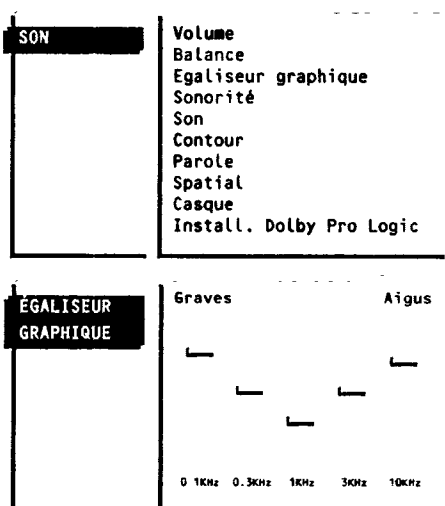 SON
Volume
Balance
Egaliseur graphique
Sonorité
Son
Contour
Parole
Spatial
Casque
Install. Dolby Pro Logic
ÉGALISEUR
GRAPHIQUE
Graves Aigus
0 1KHz 0.3KHz 1KHz 3KHz 10KHz